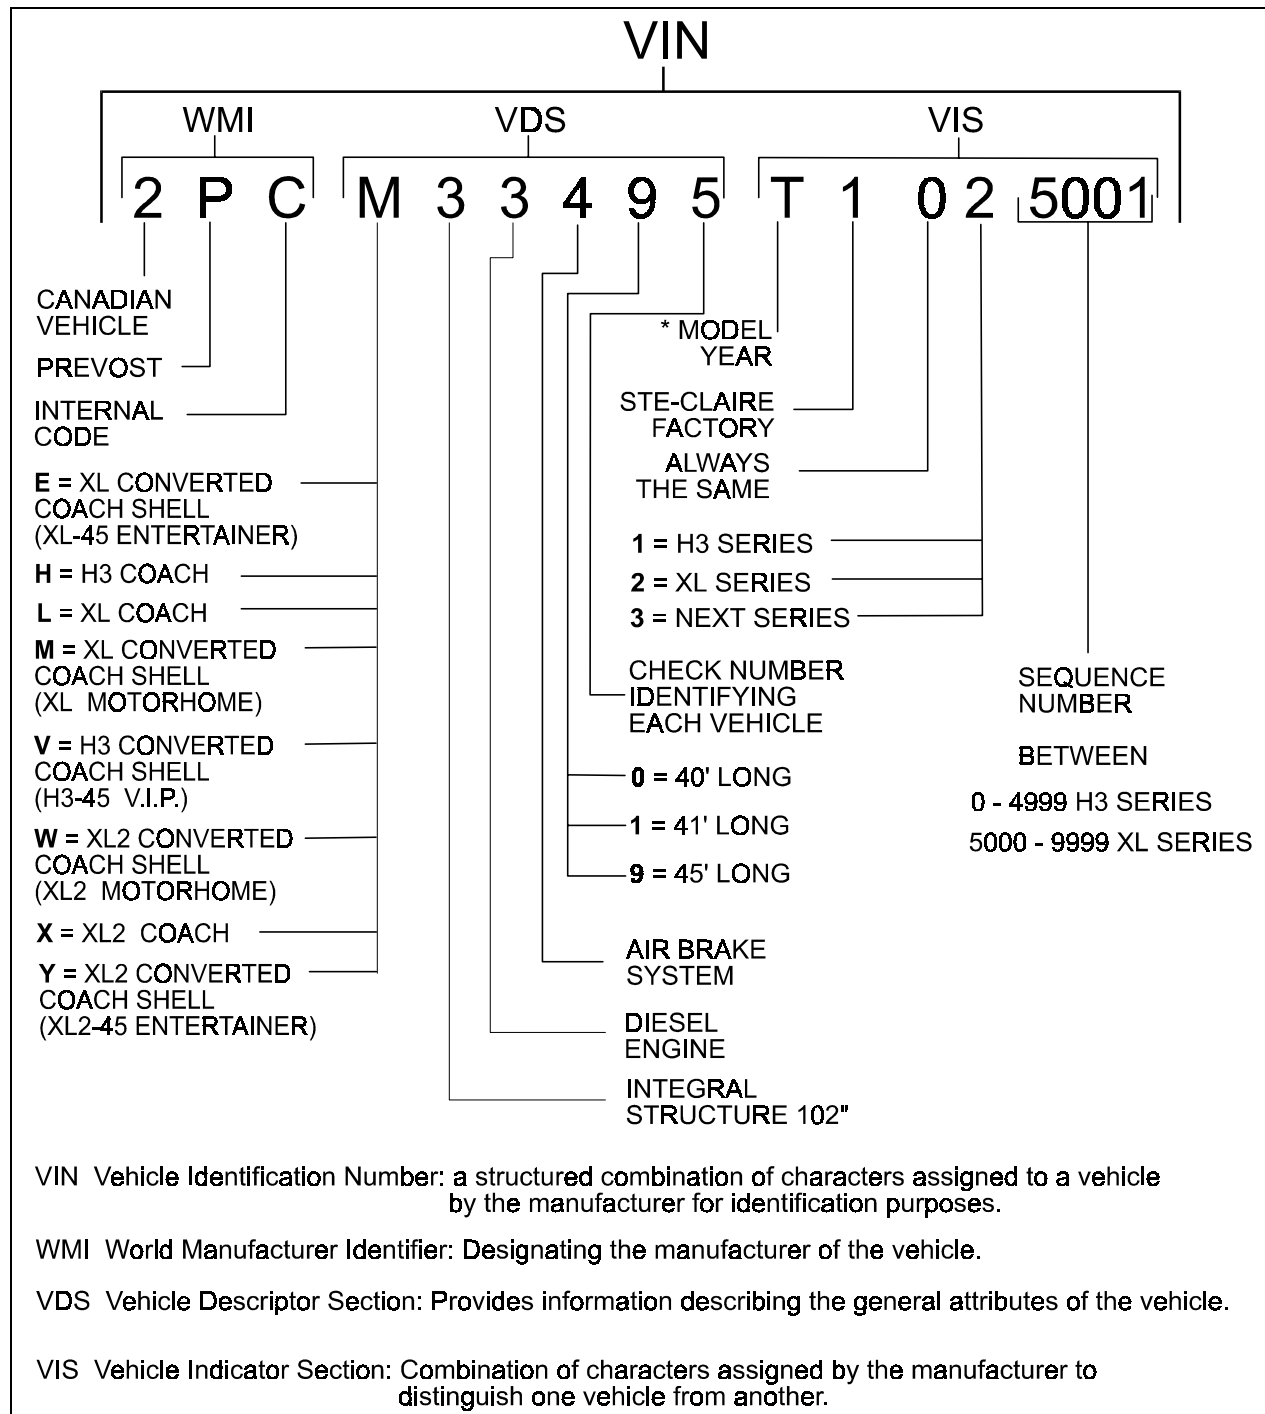 VIN
WMI
VDS
VIS
2 P C M 3 3 4 9 5 T 1 0 2 5001
CANADIAN
VEHICLE
PREVOST
INTERNAL
CODE
E = XL CONVERTED
COACH SHELL
(XL-45 ENTERTAINER)
H = H3 COACH
L = XL COACH
M = XL CONVERTED
COACH SHELL
(XL MOTORHOME)
V = H3 CONVERTED
COACH SHELL
(H3-45 V.I.P.)
W = XL2 CONVERTED
COACH SHELL
(XL2 MOTORHOME)
X = XL2 COACH
Y = XL2 CONVERTED
COACH SHELL
(XL2-45 ENTERTAINER)
* MODEL
YEAR
STE-CLAIRE
FACTORY
ALWAYS
THE SAME
1 = H3 SERIES
2 = XL SERIES
3 = NEXT SERIES
CHECK NUMBER
IDENTIFYING
EACH VEHICLE
0 = 40' LONG
1 = 41' LONG
9 = 45' LONG
AIR BRAKE
SYSTEM
DIESEL
ENGINE
INTEGRAL
STRUCTURE 102"
SEQUENCE
NUMBER
BETWEEN
0 - 4999 H3 SERIES
5000 - 9999 XL SERIES
VIN Vehicle Identification Number: a structured combination of characters assigned to a vehicle
by the manufacturer for identification purposes.
WMI World Manufacturer Identifier: Designating the manufacturer of the vehicle.
VDS Vehicle Descriptor Section: Provides information describing the general attributes of the vehicle.
VIS Vehicle Indicator Section: Combination of characters assigned by the manufacturer to
distinguish one vehicle from another.